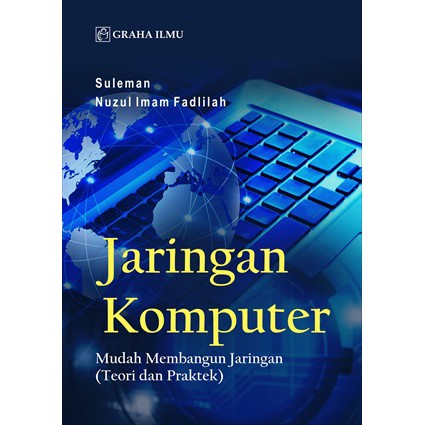 GRAHA ILMU
Suleman
Nuzul Imam Fadlilah
Jaringan
Komputer
Mudah Membangun Jaringan
(Teori dan Praktek)